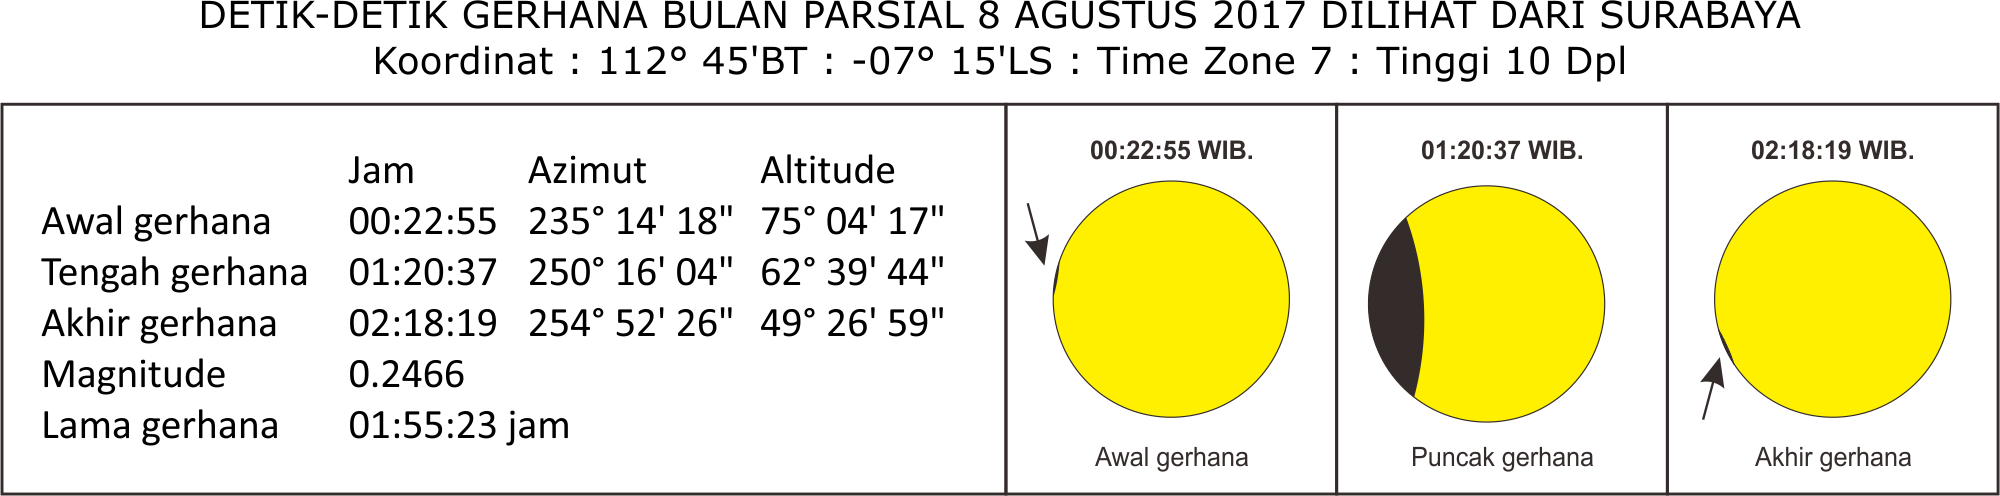 DETIK-DETIK GERHANA BULAN PARSIAL 8 AGUSTUS 2017 DILIHAT DARI SURABAYA
Koordinat : 112° 45'BT : -07° 15'LS : Time Zone 7 : Tinggi 10 Dpl
Jam Azimut Altitude
Awal gerhana 00:22:55 235° 14' 18" 75° 04' 17"
Tengah gerhana 01:20:37 250° 16' 04" 62° 39' 44"
Akhir gerhana 02:18:19 254° 52' 26" 49° 26' 59"
Magnitude 0.2466
Lama gerhana 01:55:23 jam
00:22:55 WIB.
Awal gerhana
01:20:37 WIB.
Puncak gerhana
02:18:19 WIB.
Akhir gerhana